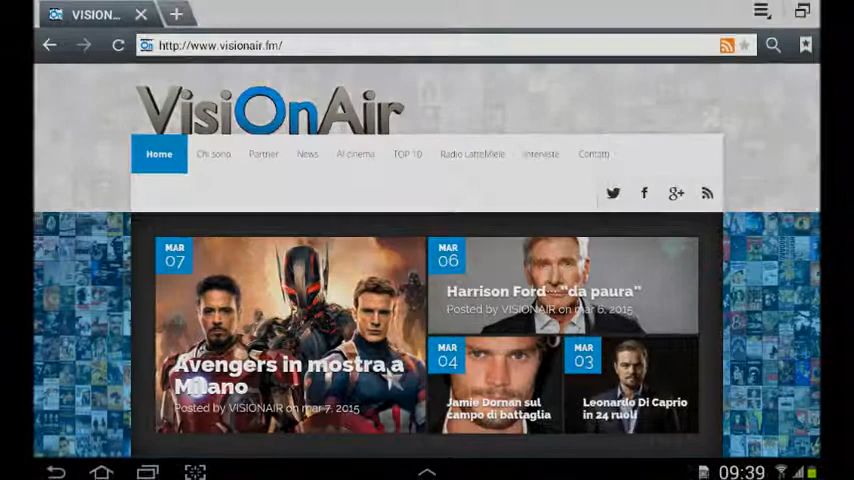 VISION...
http://www.visionair.fm/
VisiOnAir
Home Chi sono Partner News Al cinema TOP 10 Radio LatteMiele Interviste Contatti
MAR
07
Avengers in mostra a
Milano
Posted by VISIONAIR on mar 7, 2015
MAR
06
Harrison Ford... "da paura"
Posted by VISIONAIR on mar 6, 2015
MAR
04
Jamie Dornan sul
campo di battaglia
MAR
03
Leonardo Di Caprio
in 24 ruoli
09:39